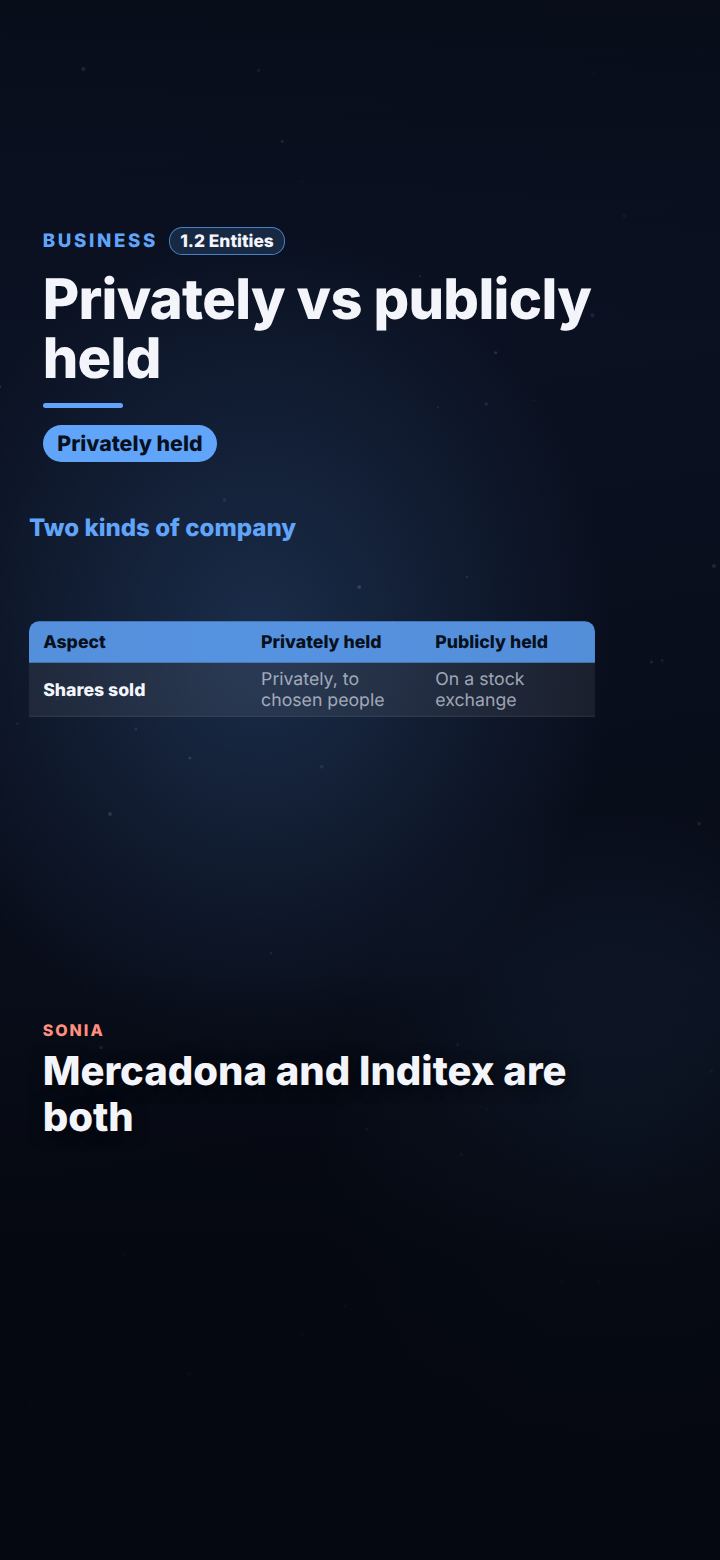 BUSINESS 1.2 Entities
Privately vs publicly
held
Privately held
Two kinds of company
Aspect Privately held Publicly held
Shares sold Privately, to chosen people On a stock exchange
SONIA
Mercadona and Inditex are
both